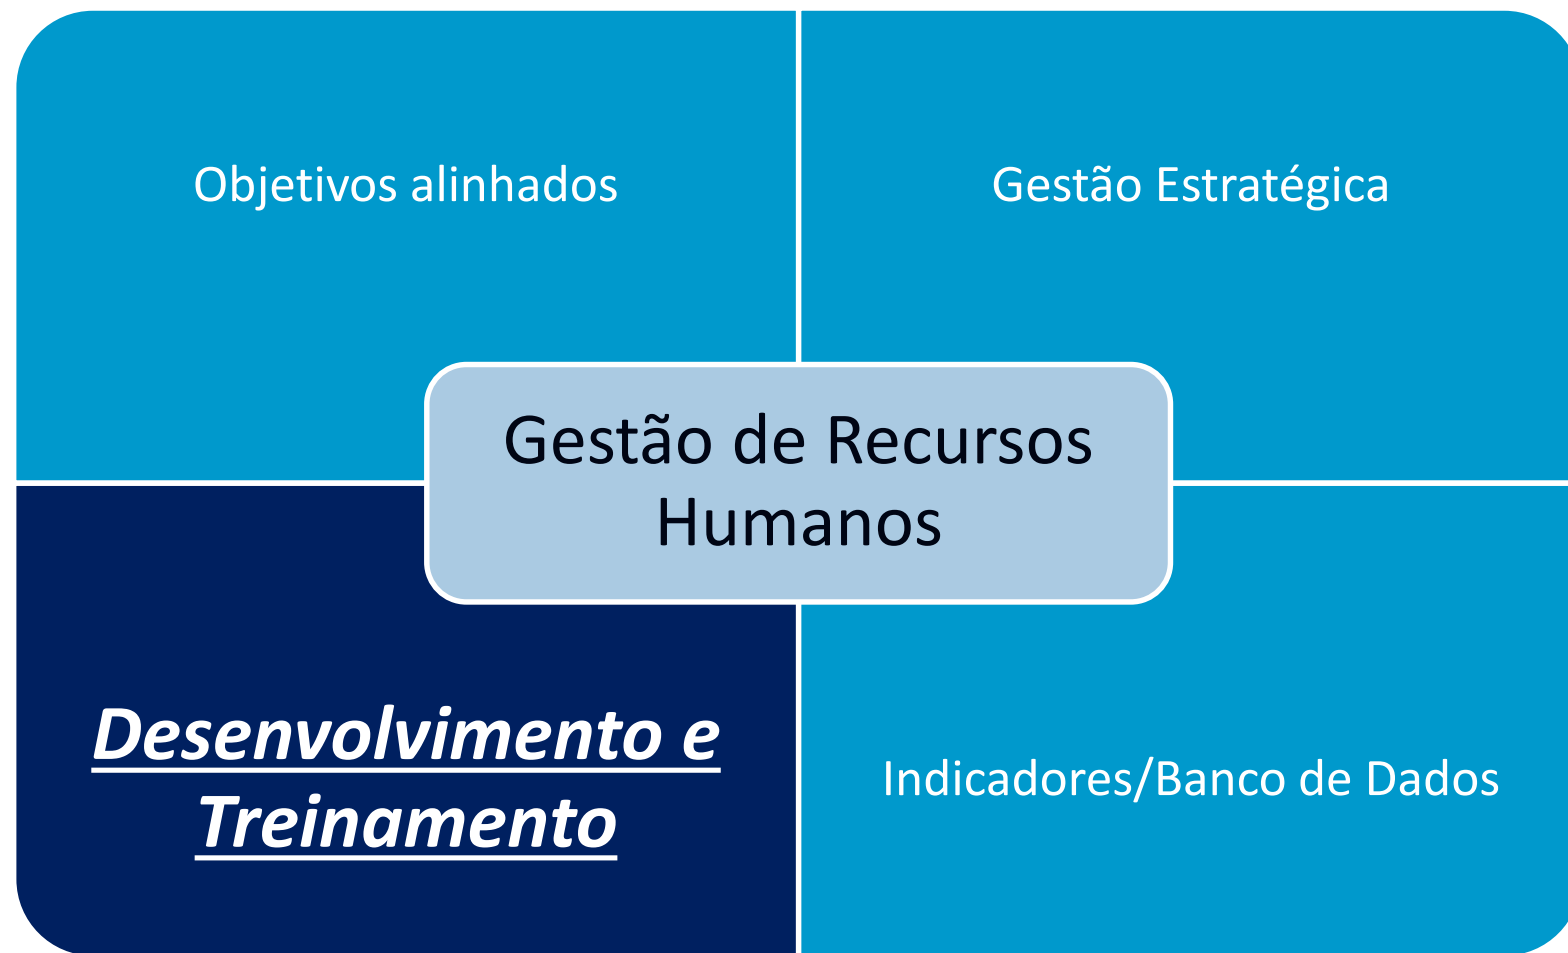 Objetivos alinhados
Gestão Estratégica
Gestão de Recursos
Humanos
Desenvolvimento e
Treinamento
Indicadores/Banco de Dados